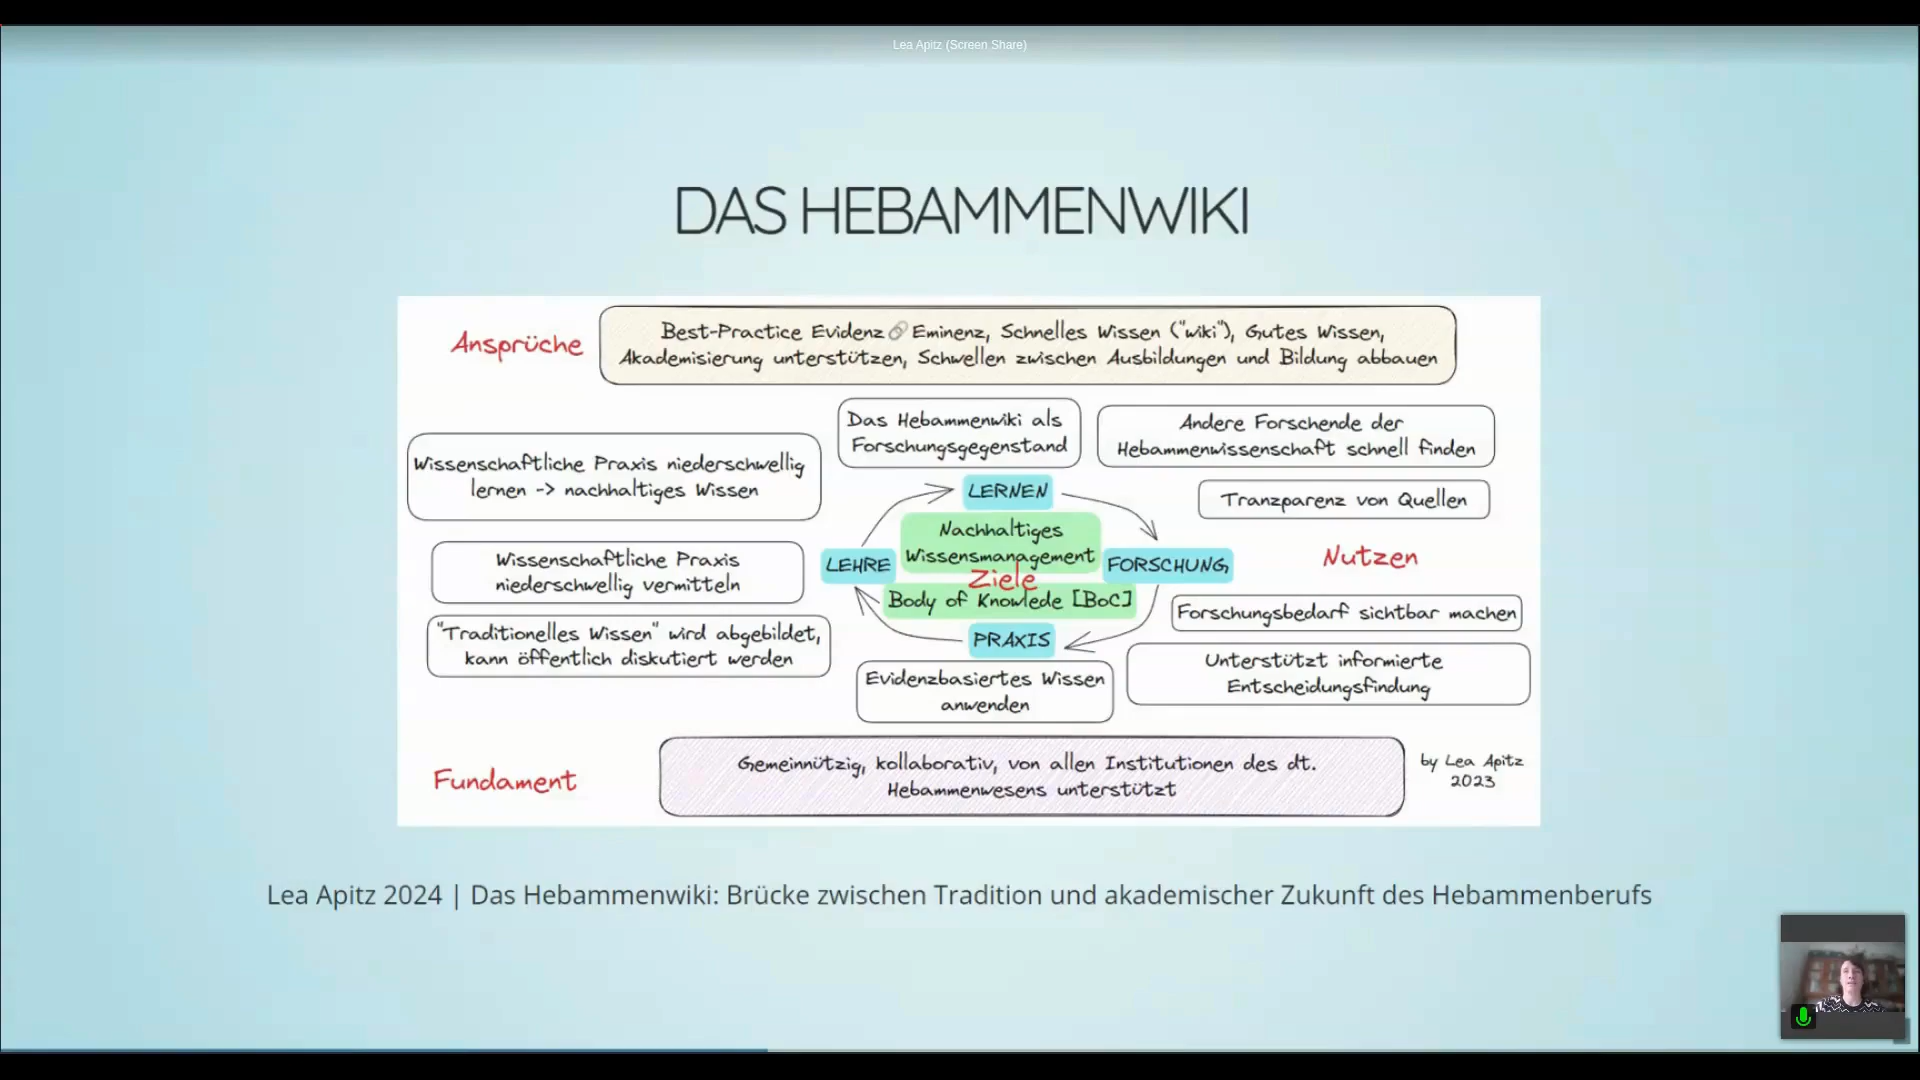 Lea Apitz (Screen Share)
DAS HEBAMMENWIKI
Ansprüche
Best-Practice Evidenz🔗Eminenz, Schnelles Wissen ("wiki"), Gutes Wissen,
Akademisierung unterstützen, Schwellen zwischen Ausbildungen und Bildung abbauen
Das Hebammenwiki als
Forschungsgegenstand
Andere Forschende der
Hebammenwissenschaft schnell finden
Wissenschaftliche Praxis niederschwellig
lernen -> nachhaltiges Wissen
LERNEN
Tranzparenz von Quellen
Nachhaltiges
Wissensmanagement
Wissenschaftliche Praxis
niederschwellig vermitteln
LEHRE
FORSCHUNG
Nutzen
Ziele
Body of Knowlede [BoC]
"Traditionelles Wissen" wird abgebildet,
kann öffentlich diskutiert werden
PRAXIS
Forschungsbedarf sichtbar machen
Evidenzbasiertes Wissen
anwenden
Unterstützt informierte
Entscheidungsfindung
Fundament
Gemeinnützig, kollaborativ, von allen Institutionen des dt.
Hebammenwesens unterstützt
by Lea Apitz
2023
Lea Apitz 2024 | Das Hebammenwiki: Brücke zwischen Tradition und akademischer Zukunft des Hebammenberufs